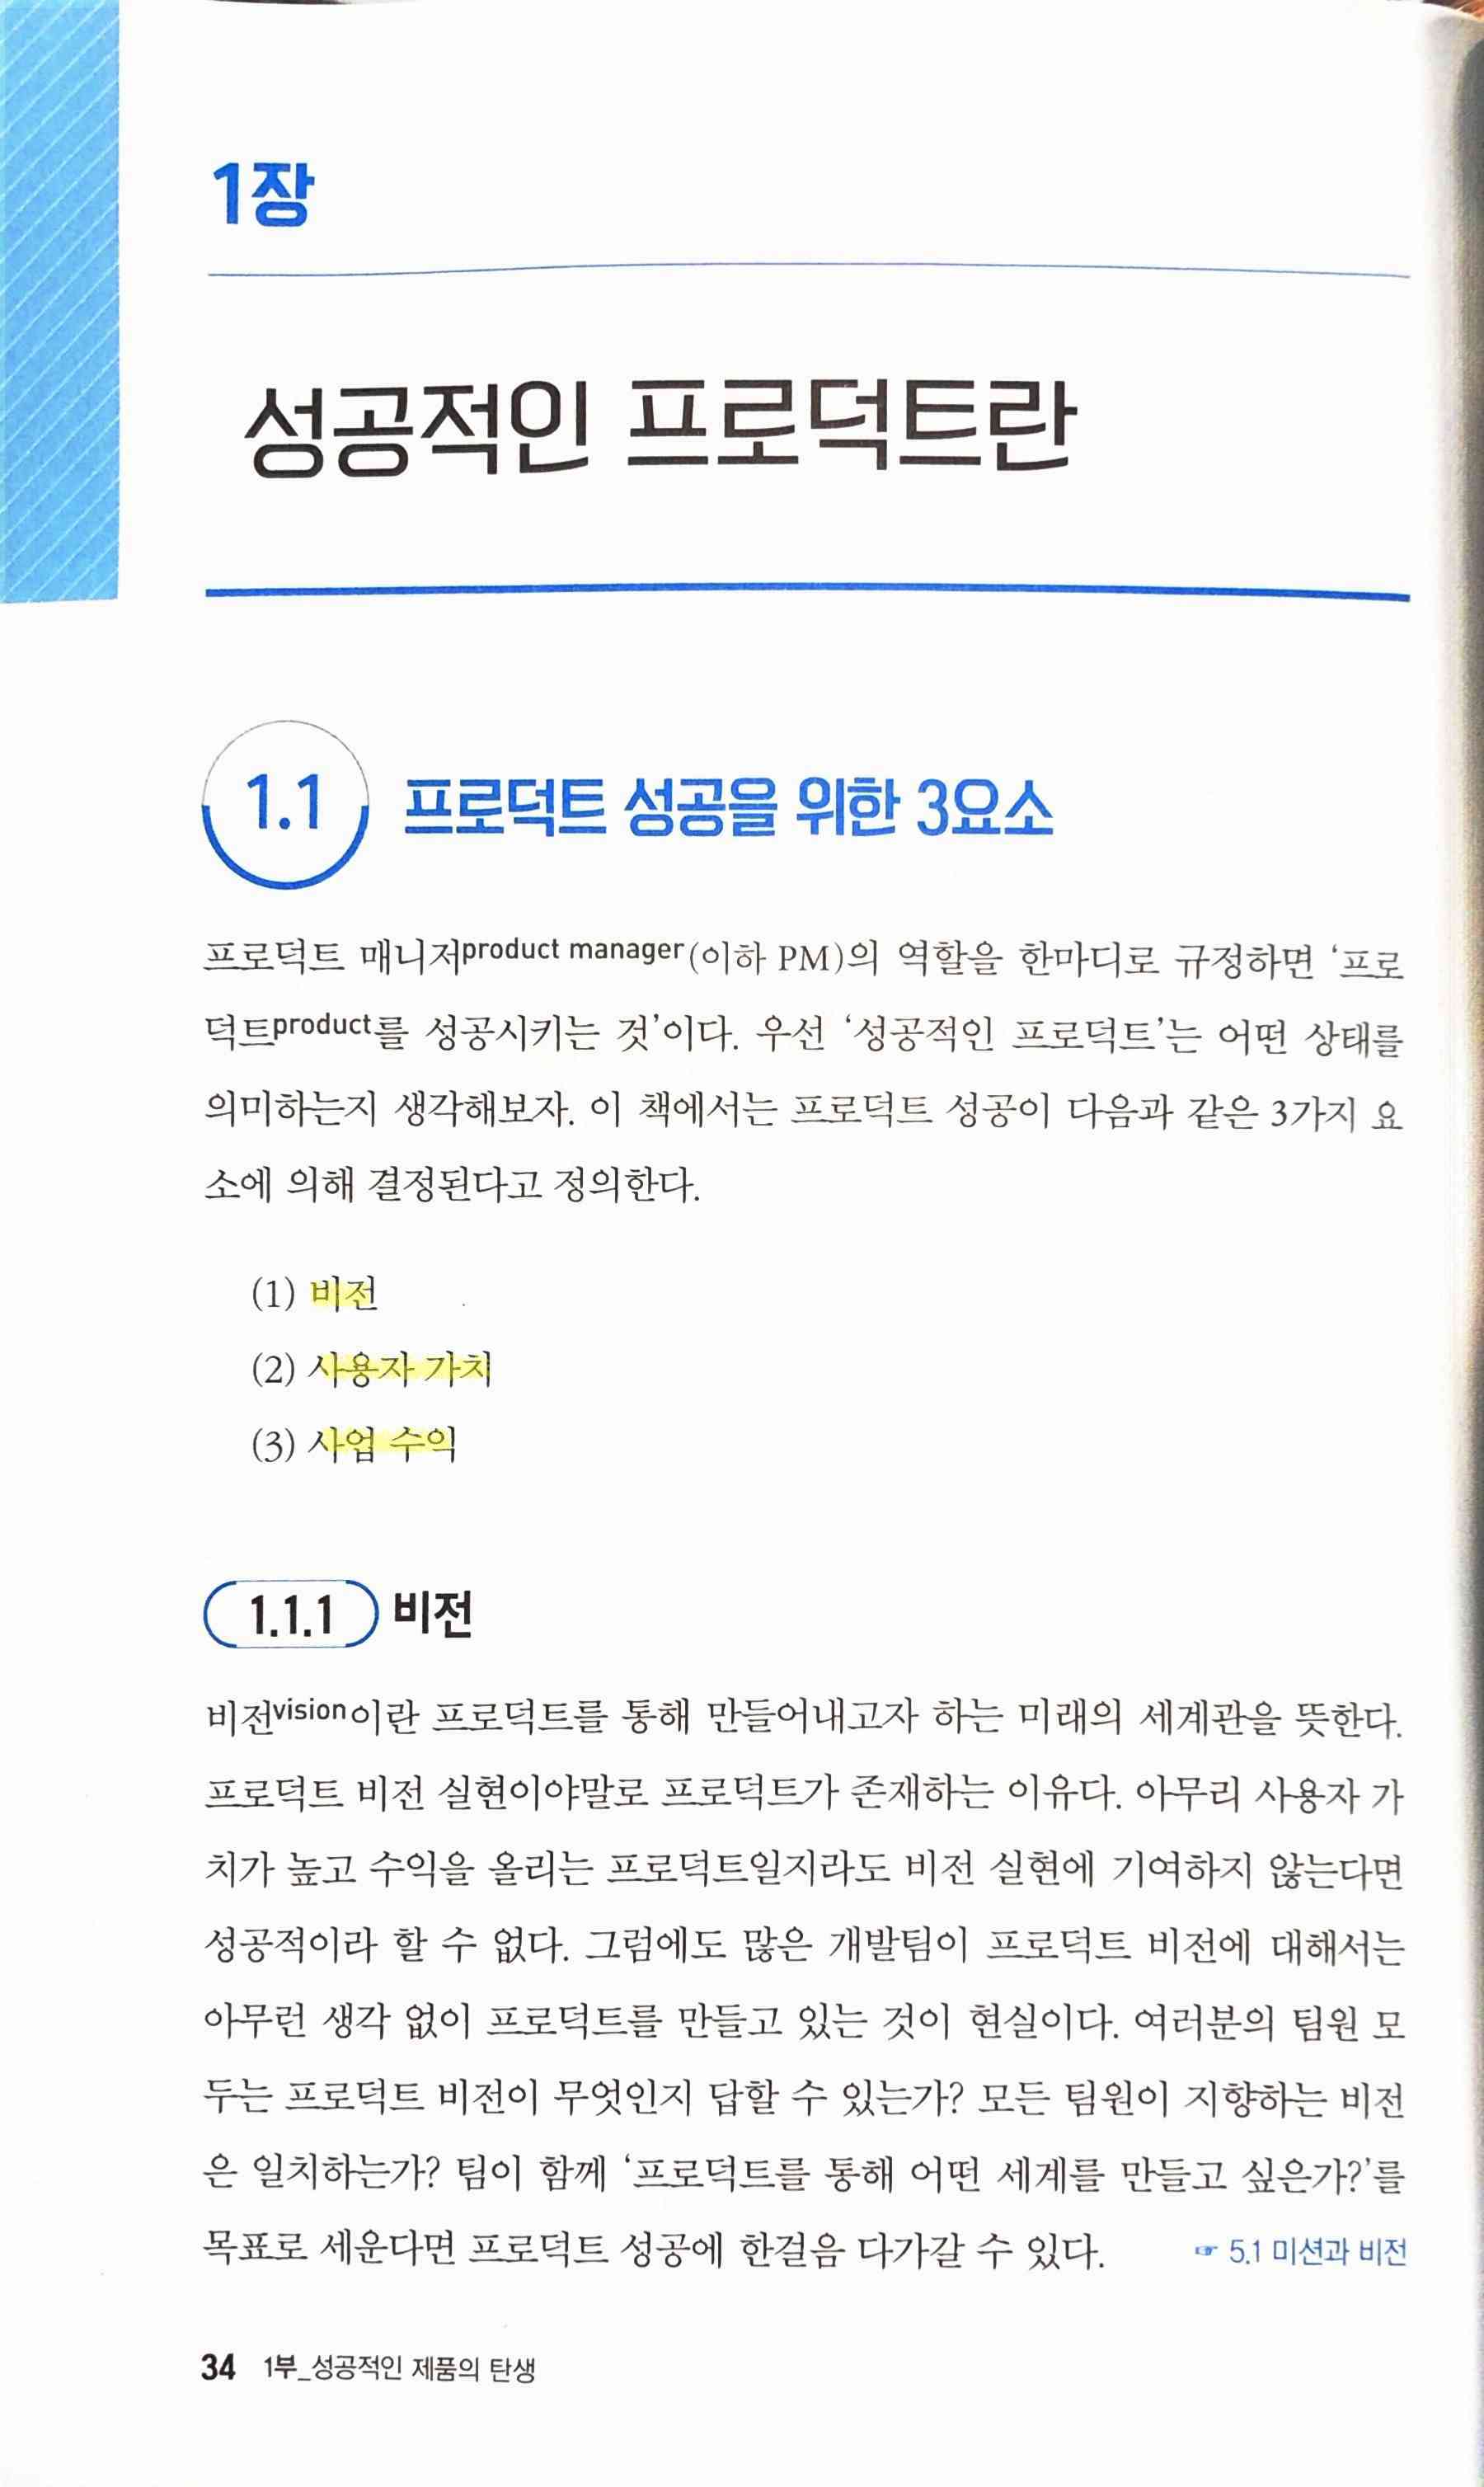 1장
성공적인 프로덕트란
1.1 프로덕트 성공을 위한 3요소
프로덕트 매니저product manager(이하 PM)의 역할을 한마디로 규정하면 ‘프로
덕트product를 성공시키는 것’이다. 우선 ‘성공적인 프로덕트’는 어떤 상태를
의미하는지 생각해보자. 이 책에서는 프로덕트 성공이 다음과 같은 3가지 요
소에 의해 결정된다고 정의한다.
(1) 비전
(2) 사용자 가치
(3) 사업 수익
1.1.1 비전
비전vision이란 프로덕트를 통해 만들어내고자 하는 미래의 세계관을 뜻한다.
프로덕트 비전 실현이야말로 프로덕트가 존재하는 이유다. 아무리 사용자 가
치가 높고 수익을 올리는 프로덕트일지라도 비전 실현에 기여하지 않는다면
성공적이라 할 수 없다. 그럼에도 많은 개발팀이 프로덕트 비전에 대해서는
아무런 생각 없이 프로덕트를 만들고 있는 것이 현실이다. 여러분의 팀원 모
두는 프로덕트 비전이 무엇인지 답할 수 있는가? 모든 팀원이 지향하는 비전
은 일치하는가? 팀이 함께 ‘프로덕트를 통해 어떤 세계를 만들고 싶은가?’를
목표로 세운다면 프로덕트 성공에 한걸음 다가갈 수 있다. ☞ 5.1 미션과 비전
34 1부_성공적인 제품의 탄생